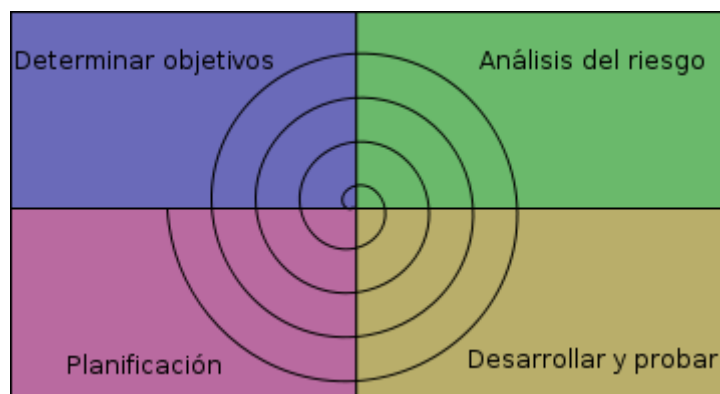 Determinar objetivos
Análisis del riesgo
Planificación
Desarrollar y probar